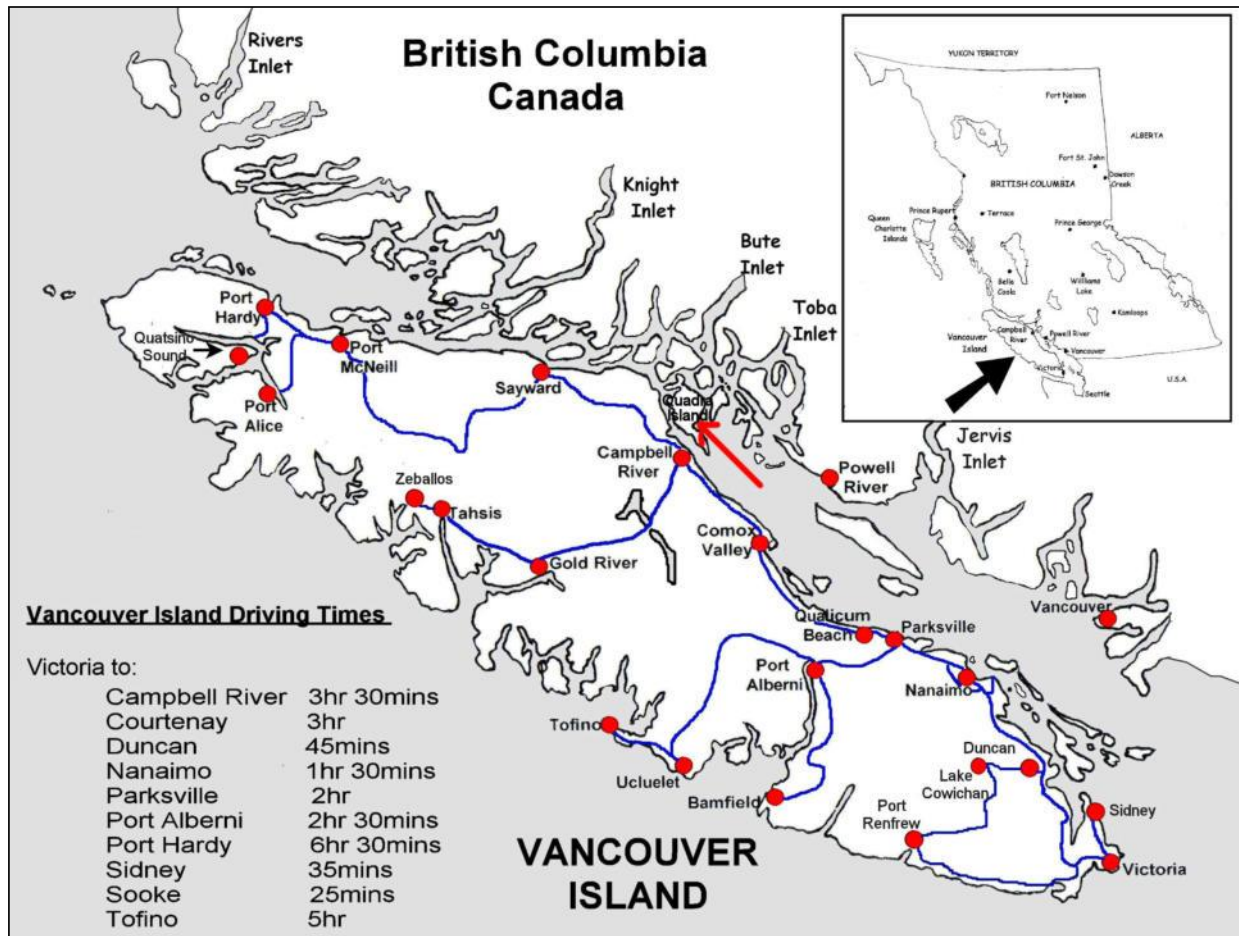 British Columbia
Canada
Rivers
Inlet
Knight
Inlet
Bute
Inlet
Toba
Inlet
Jervis
Inlet
YUKON TERRITORY
Fort Nelson
ALBERTA
Fort St. John
Dawson
Creek
BRITISH COLUMBIA
Prince Rupert
Terrace
Queen
Charlotte
Islands
Prince George
Bella
Coola
Williams
Lake
Kamloops
Vancouver
Island
Campbell
River
Powell River
Vancouver
Victoria
Seattle
U.S.A
Port
Hardy
Quatsino
Sound
Port
McNeill
Port
Alice
Sayward
Quadra
Island
Campbell
River
Powell
River
Zeballos
Tahsis
Gold River
Comox
Valley
Qualicum
Beach
Parksville
Vancouver
Port
Alberni
Nanaimo
Tofino
Ucluelet
Bamfield
Duncan
Lake
Cowichan
Port
Renfrew
Sidney
Victoria
VANCOUVER
ISLAND
Vancouver Island Driving Times
Victoria to:
Campbell River 3hr 30mins
Courtenay 3hr
Duncan 45mins
Nanaimo 1hr 30mins
Parksville 2hr
Port Alberni 2hr 30mins
Port Hardy 6hr 30mins
Sidney 35mins
Sooke 25mins
Tofino 5hr